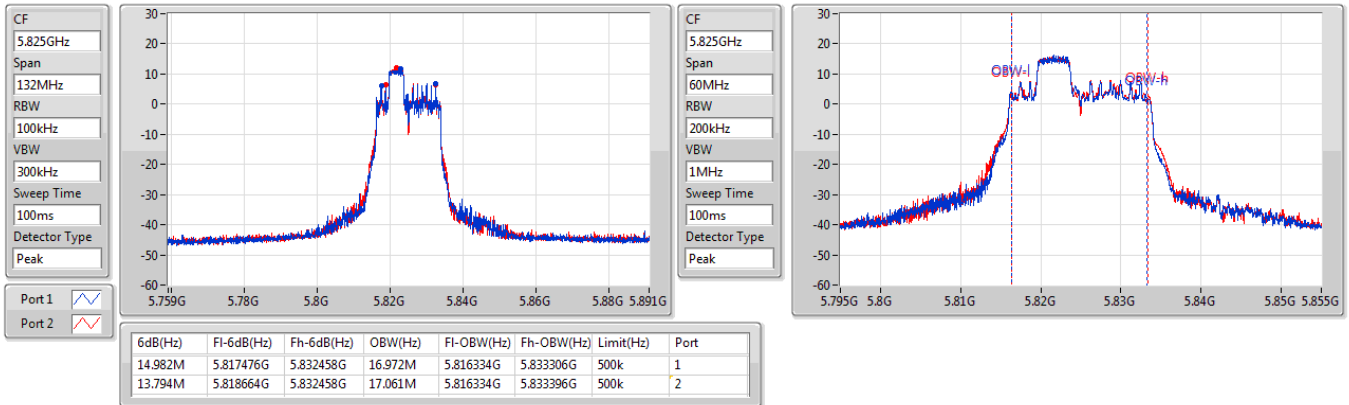 CF
5.825GHz
Span
132MHz
RBW
100kHz
VBW
300kHz
Sweep Time
100ms
Detector Type
Peak
Port 1
Port 2
30
20
10
0
-10
-20
-30
-40
-50
-60
5.759G 5.78G 5.8G 5.82G 5.84G 5.86G 5.88G 5.891G
CF
5.825GHz
Span
60MHz
RBW
200kHz
VBW
1MHz
Sweep Time
100ms
Detector Type
Peak
30
20
10
0
-10
-20
-30
-40
-50
-60
OBW-l
OBW-h
5.795G 5.8G 5.81G 5.82G 5.83G 5.84G 5.85G 5.855G
6dB(Hz) Fl-6dB(Hz) Fh-6dB(Hz) OBW(Hz) Fl-OBW(Hz) Fh-OBW(Hz) Limit(Hz) Port
14.982M 5.817476G 5.832458G 16.972M 5.816334G 5.833306G 500k 1
13.794M 5.818664G 5.832458G 17.061M 5.816334G 5.833396G 500k 2